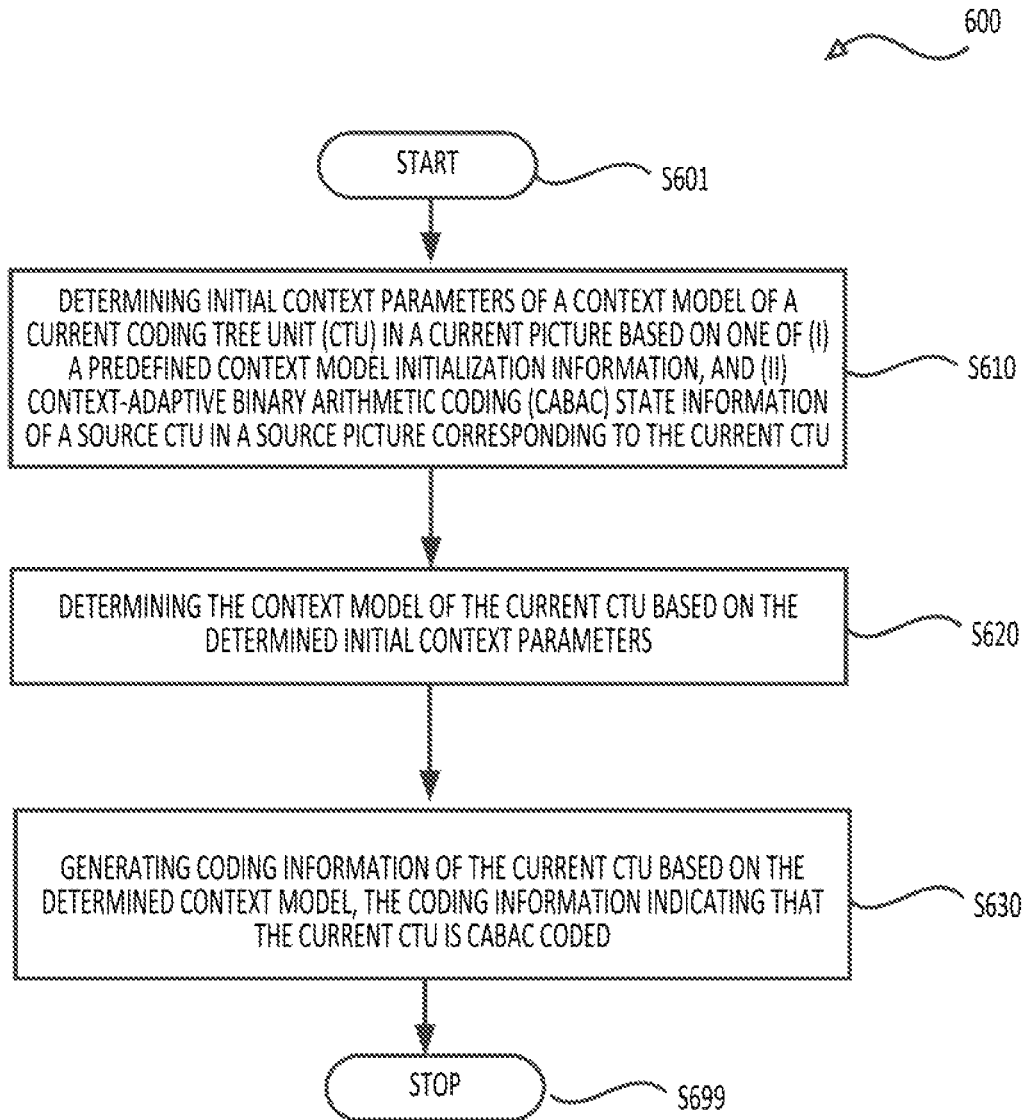 600
START
S601
DETERMINING INITIAL CONTEXT PARAMETERS OF A CONTEXT MODEL OF A
CURRENT CODING TREE UNIT (CTU) IN A CURRENT PICTURE BASED ON ONE OF (I)
A PREDEFINED CONTEXT MODEL INITIALIZATION INFORMATION, AND (II)
CONTEXT-ADAPTIVE BINARY ARITHMETIC CODING (CABAC) STATE INFORMATION
OF A SOURCE CTU IN A SOURCE PICTURE CORRESPONDING TO THE CURRENT CTU
S610
DETERMINING THE CONTEXT MODEL OF THE CURRENT CTU BASED ON THE
DETERMINED INITIAL CONTEXT PARAMETERS
S620
GENERATING CODING INFORMATION OF THE CURRENT CTU BASED ON THE
DETERMINED CONTEXT MODEL, THE CODING INFORMATION INDICATING THAT
THE CURRENT CTU IS CABAC CODED
S630
STOP
S699